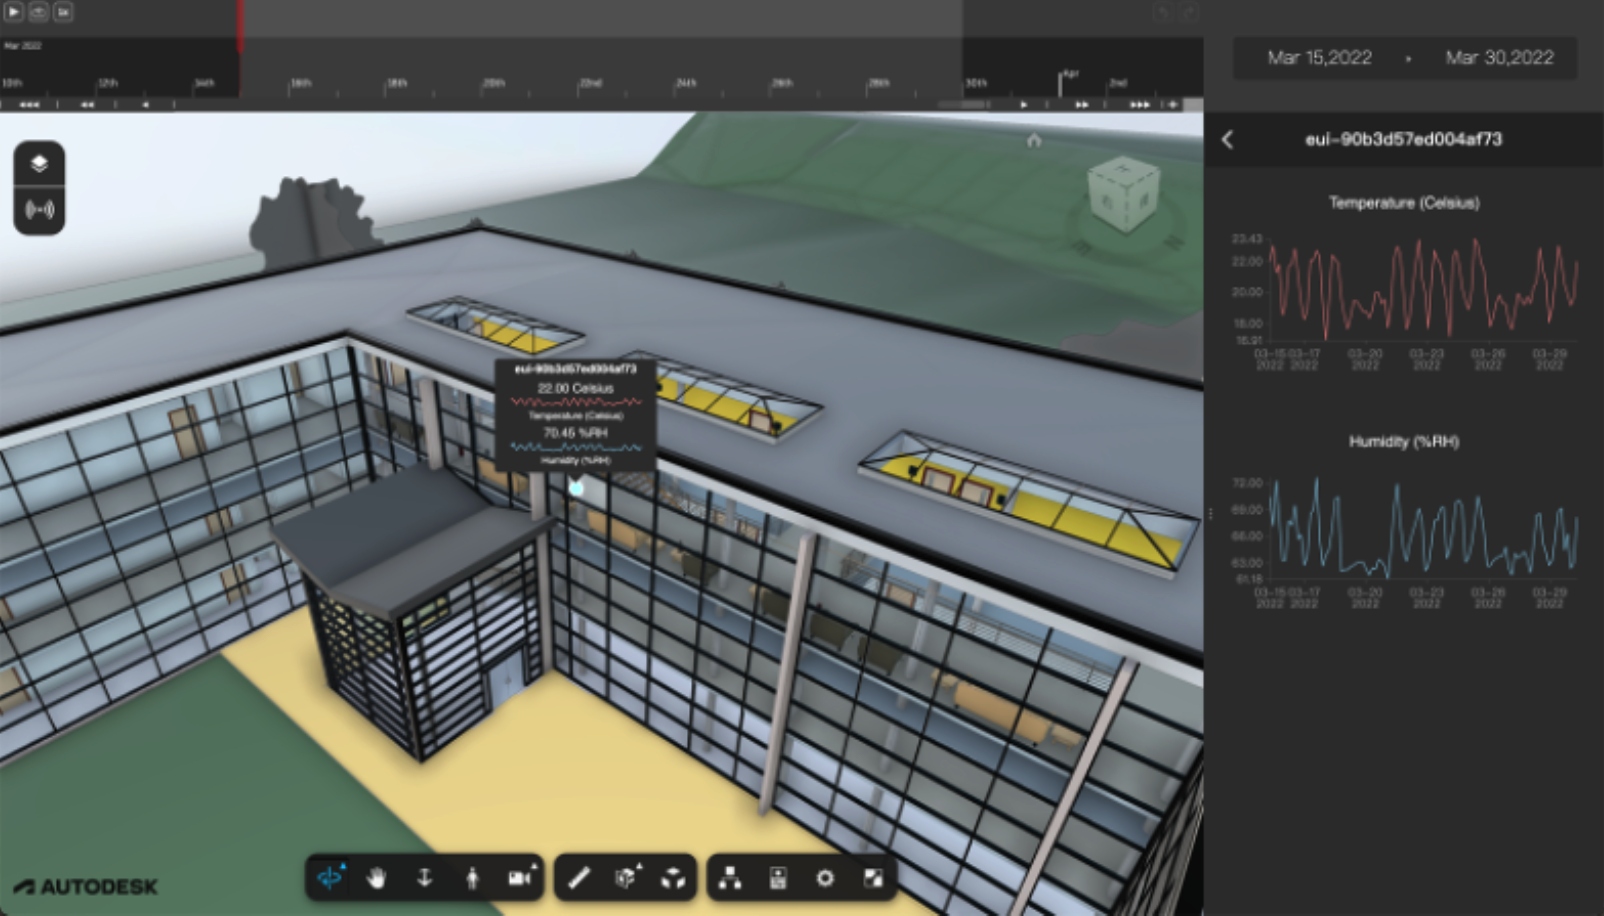 1x
Mar 2022
10th 12th 14th 16th 18th 20th 22nd 24th 26th 28th 30th Apr 2nd
Mar 15,2022 Mar 30,2022
eui-90b3d57ed004af73
Temperature (Celsius)
23.43
22.00
20.00
18.00
16.91
03-15 03-17 03-20 03-23 03-26 03-29
2022 2022 2022 2022 2022 2022
Humidity (%RH)
72.00
69.00
66.00
63.00
61.18
03-15 03-17 03-20 03-23 03-26 03-29
2022 2022 2022 2022 2022 2022
eui-90b3d57ed004af73
22.00 Celsius
Temperature (Celsius)
70.45 %RH
Humidity (%RH)
AUTODESK